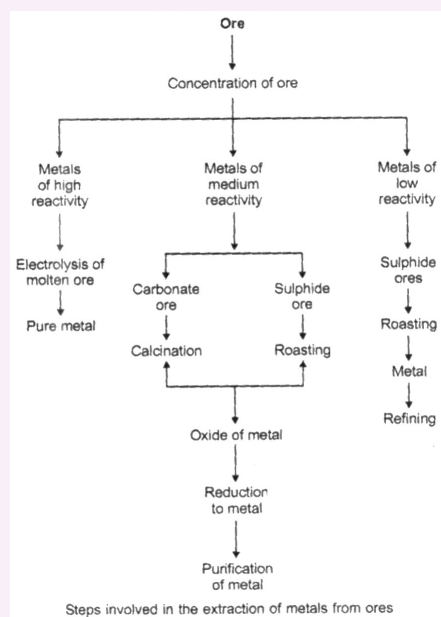 Ore
Concentration of ore
Metals
of high
reactivity
Metals of
medium
reactivity
Metals of
low
reactivity
Electrolysis of
molten ore
Pure metal
Carbonate
ore
Calcination
Sulphide
ore
Roasting
Sulphide
ores
Roasting
Metal
Refining
Oxide of metal
Reduction
to metal
Purification
of metal
Steps involved in the extraction of metals from ores